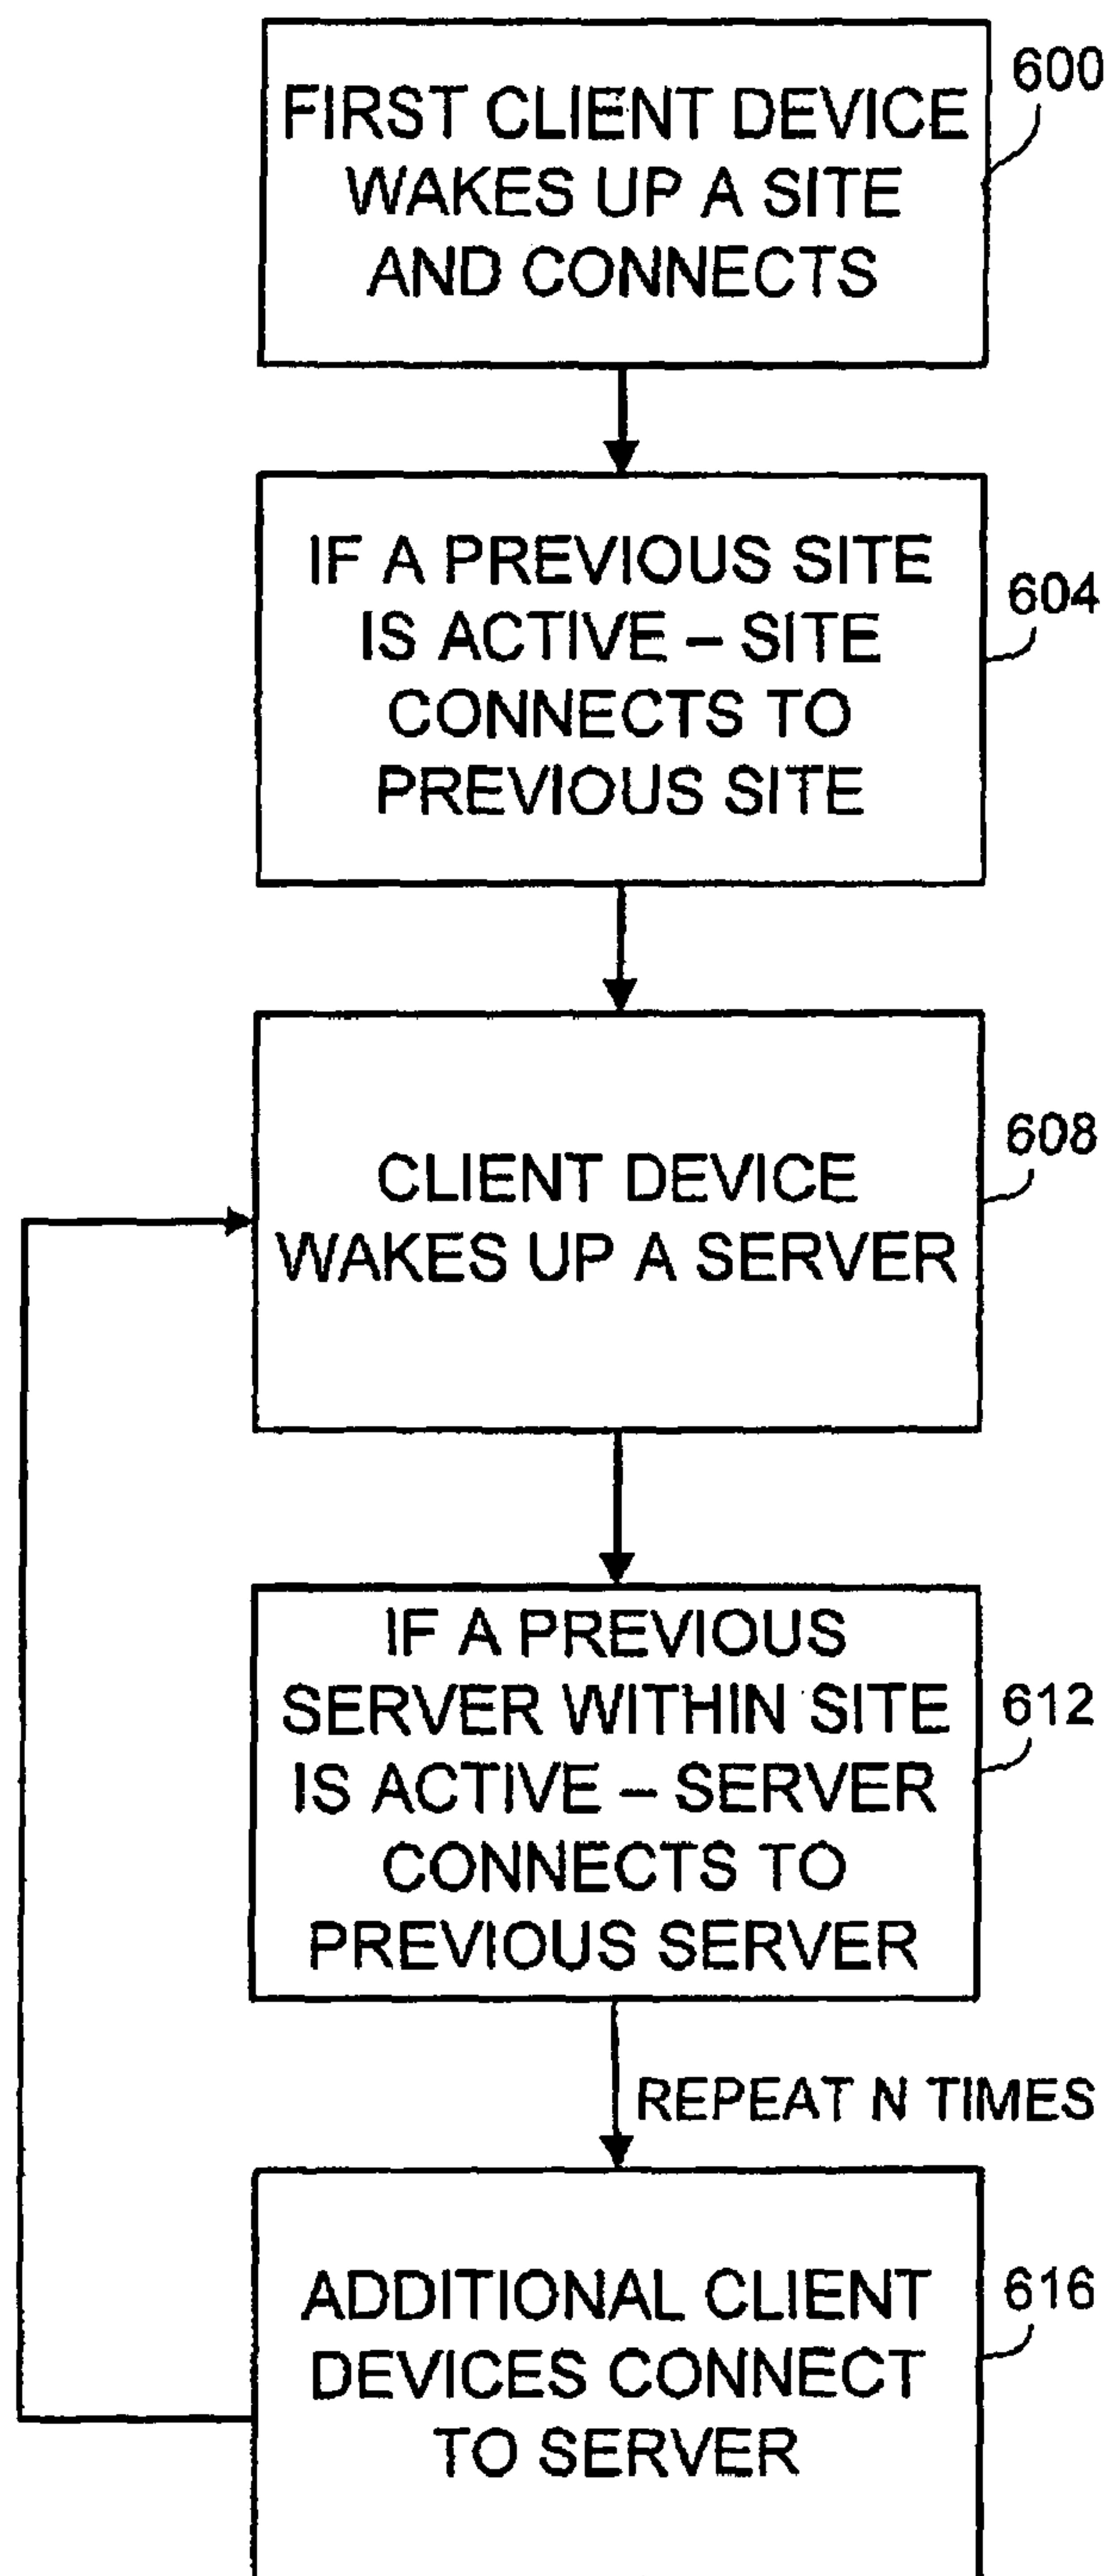 FIRST CLIENT DEVICE
WAKES UP A SITE
AND CONNECTS
600
IF A PREVIOUS SITE
IS ACTIVE – SITE
CONNECTS TO
PREVIOUS SITE
604
CLIENT DEVICE
WAKES UP A SERVER
608
IF A PREVIOUS
SERVER WITHIN SITE
IS ACTIVE – SERVER
CONNECTS TO
PREVIOUS SERVER
612
REPEAT N TIMES
ADDITIONAL CLIENT
DEVICES CONNECT
TO SERVER
616